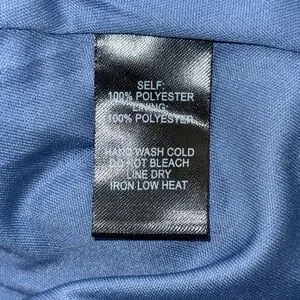 SELF:
100% POLYESTER
LINING:
100% POLYESTER
HAND WASH COLD
DO NOT BLEACH
LINE DRY
IRON LOW HEAT